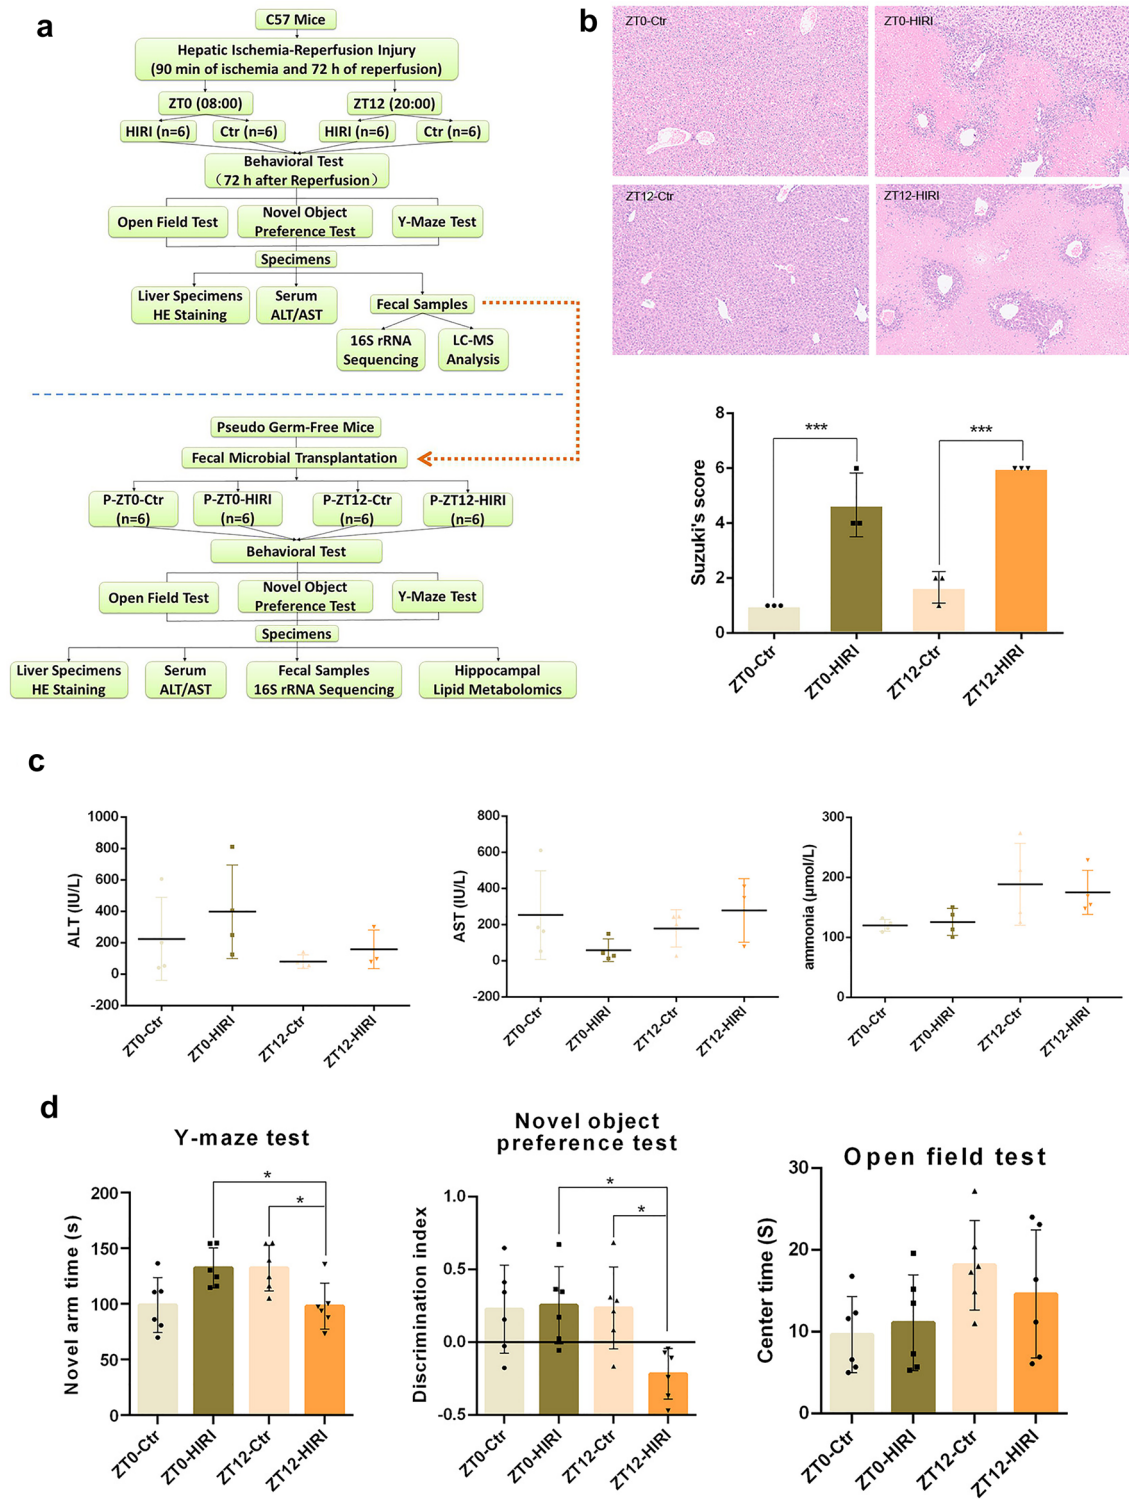 a
C57 Mice
Hepatic Ischemia-Reperfusion Injury
(90 min of ischemia and 72 h of reperfusion)
ZT0 (08:00)
ZT12 (20:00)
HIRI (n=6)
Ctr (n=6)
HIRI (n=6)
Ctr (n=6)
Behavioral Test
(72 h after Reperfusion)
Open Field Test
Novel Object
Preference Test
Y-Maze Test
Specimens
Liver Specimens
HE Staining
Serum
ALT/AST
Fecal Samples
16S rRNA
Sequencing
LC-MS
Analysis
Pseudo Germ-Free Mice
Fecal Microbial Transplantation
P-ZT0-Ctr
(n=6)
P-ZT0-HIRI
(n=6)
P-ZT12-Ctr
(n=6)
P-ZT12-HIRI
(n=6)
Behavioral Test
Open Field Test
Novel Object
Preference Test
Y-Maze Test
Specimens
Liver Specimens
HE Staining
Serum
ALT/AST
Fecal Samples
16S rRNA Sequencing
Hippocampal
Lipid Metabolomics
b
ZT0-Ctr
ZT0-HIRI
ZT12-Ctr
ZT12-HIRI
Suzuki's score
8
6
4
2
0
***
***
ZT0-Ctr
ZT0-HIRI
ZT12-Ctr
ZT12-HIRI
c
ALT (IU/L)
1000
800
600
400
200
0
-200
ZT0-Ctr
ZT0-HIRI
ZT12-Ctr
ZT12-HIRI
AST (IU/L)
800
600
400
200
0
-200
ZT0-Ctr
ZT0-HIRI
ZT12-Ctr
ZT12-HIRI
ammonia (μmol/L)
300
200
100
0
ZT0-Ctr
ZT0-HIRI
ZT12-Ctr
ZT12-HIRI
d
Y-maze test
Novel arm time (s)
200
150
100
50
0
*
*
ZT0-Ctr
ZT0-HIRI
ZT12-Ctr
ZT12-HIRI
Novel object
preference test
Discrimination index
1.0
0.5
0.0
-0.5
*
*
ZT0-Ctr
ZT0-HIRI
ZT12-Ctr
ZT12-HIRI
Open field test
Center time (S)
30
20
10
0
ZT0-Ctr
ZT0-HIRI
ZT12-Ctr
ZT12-HIRI